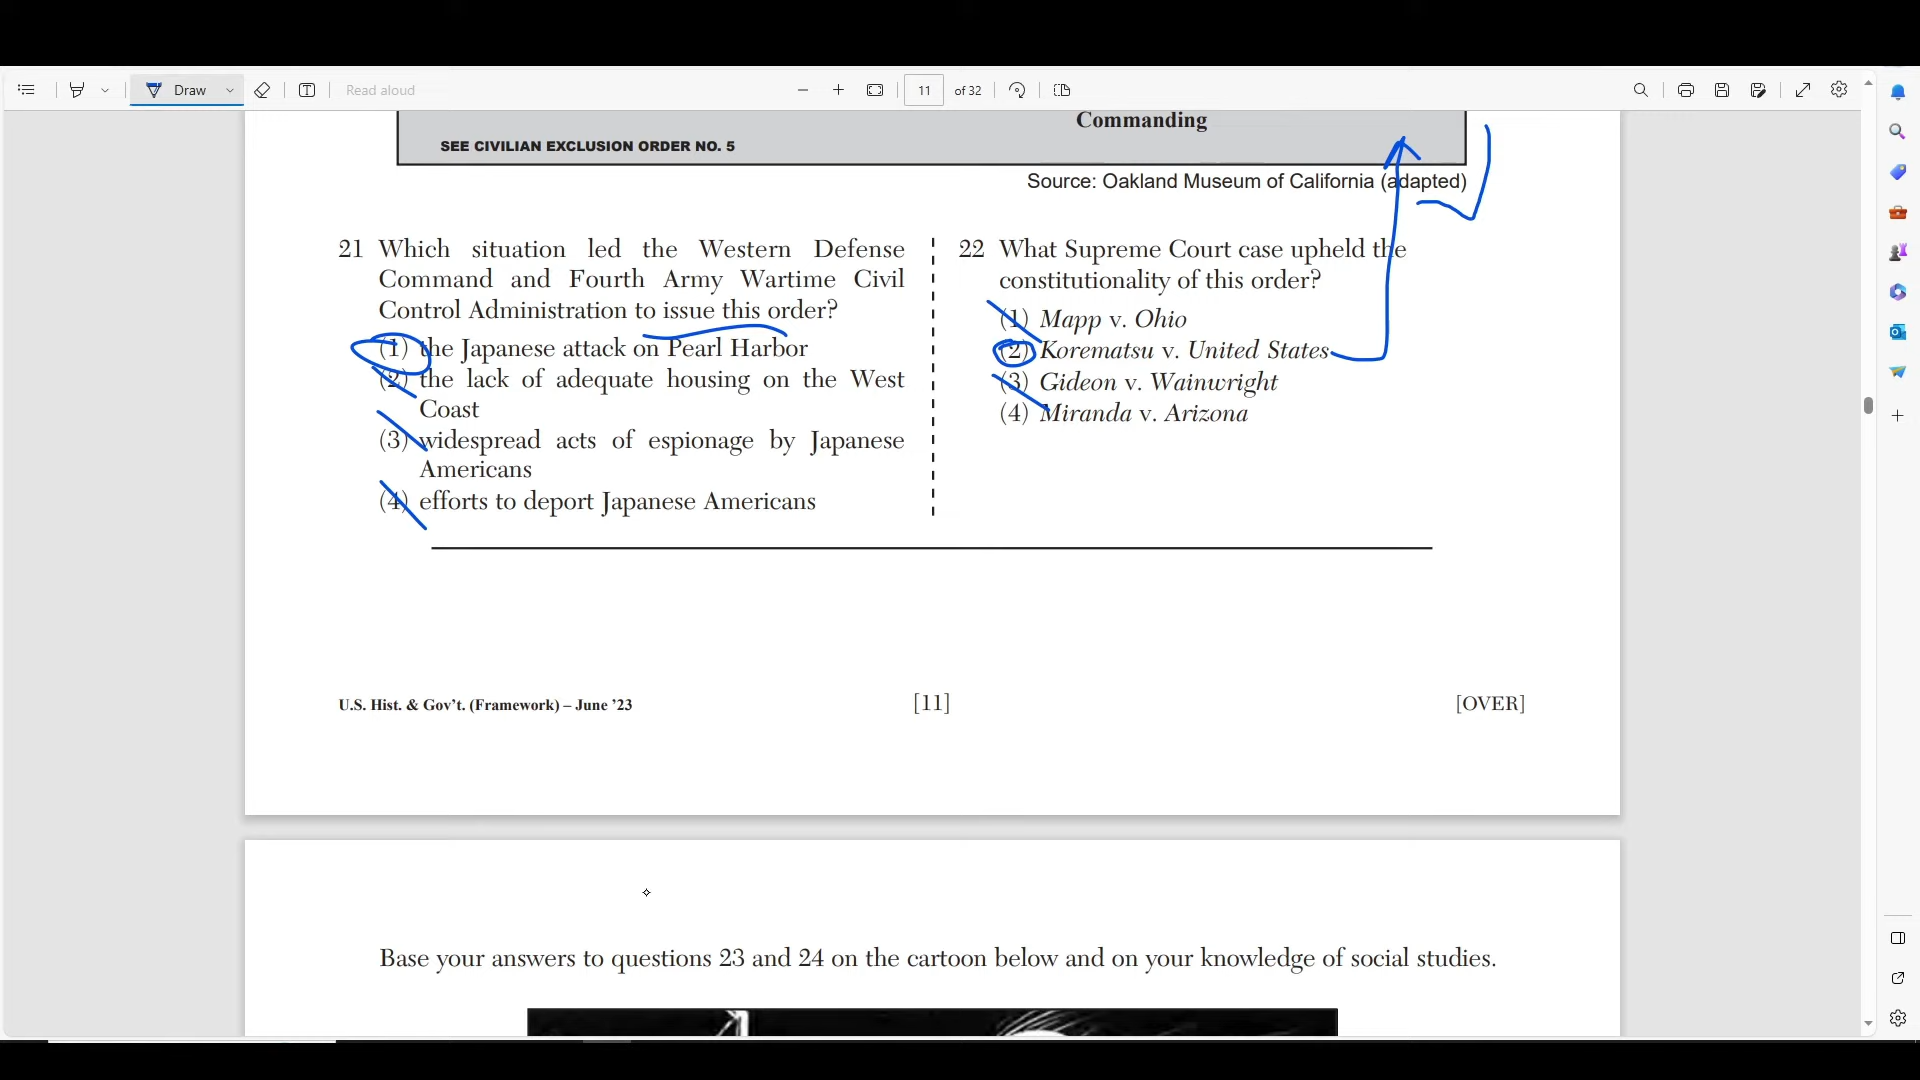 Draw
Read aloud
11 of 32
Commanding
SEE CIVILIAN EXCLUSION ORDER NO. 5
Source: Oakland Museum of California (adapted)
21 Which situation led the Western Defense
Command and Fourth Army Wartime Civil
Control Administration to issue this order?
(1) the Japanese attack on Pearl Harbor
(2) the lack of adequate housing on the West
Coast
(3) widespread acts of espionage by Japanese
Americans
(4) efforts to deport Japanese Americans
22 What Supreme Court case upheld the
constitutionality of this order?
(1) Mapp v. Ohio
(2) Korematsu v. United States
(3) Gideon v. Wainwright
(4) Miranda v. Arizona
U.S. Hist. & Gov't. (Framework) – June '23
[11]
[OVER]
Base your answers to questions 23 and 24 on the cartoon below and on your knowledge of social studies.